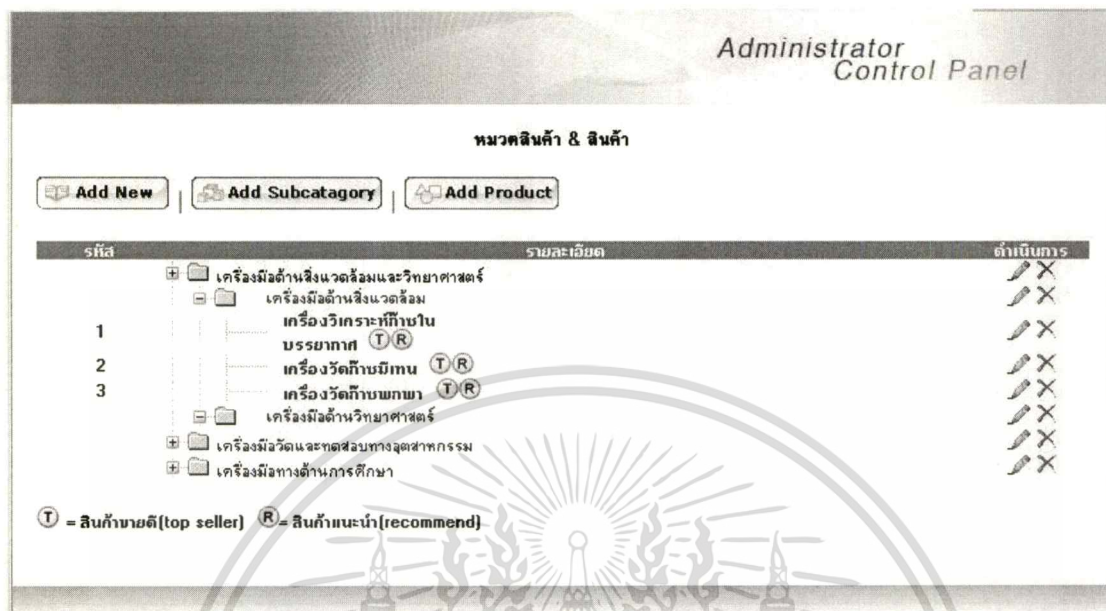 Administrator
Control Panel
หมวดสินค้า & สินค้า
Add New | Add Subcatagory | Add Product
รหัส รายละเอียด ดำเนินการ
เครื่องมือด้านสิ่งแวดล้อมและวิทยาศาสตร์
เครื่องมือด้านสิ่งแวดล้อม
1 เครื่องวิเคราะห์ก๊าซใน
บรรยากาศ T R
2 เครื่องวัดก๊าซมีเทน T R
3 เครื่องวัดก๊าซพกพา T R
เครื่องมือด้านวิทยาศาสตร์
เครื่องมือวัดและทดสอบทางอุตสาหกรรม
เครื่องมือทางด้านการศึกษา
T = สินค้าขายดี(top seller) R = สินค้าแนะนำ(recommend)